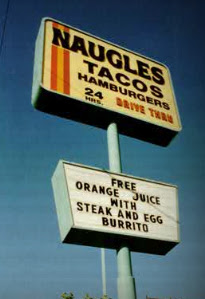 NAUGLES
TACOS
HAMBURGERS
24 HRS. DRIVE THRU
FREE
ORANGE JUICE
WITH
STEAK AND EGG
BURRITO